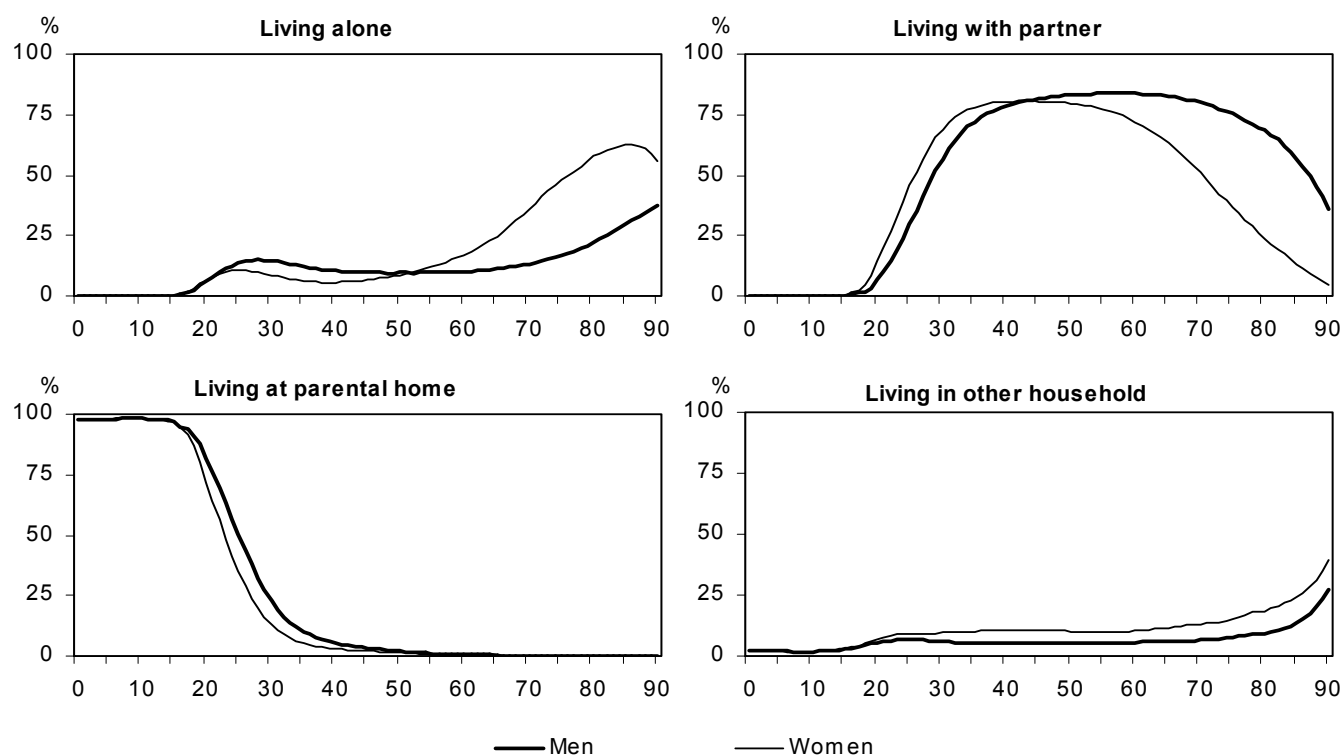 % Living alone
100
75
50
25
0
0 10 20 30 40 50 60 70 80 90
% Living with partner
100
75
50
25
0
0 10 20 30 40 50 60 70 80 90
% Living at parental home
100
75
50
25
0
0 10 20 30 40 50 60 70 80 90
% Living in other household
100
75
50
25
0
0 10 20 30 40 50 60 70 80 90
Men Women